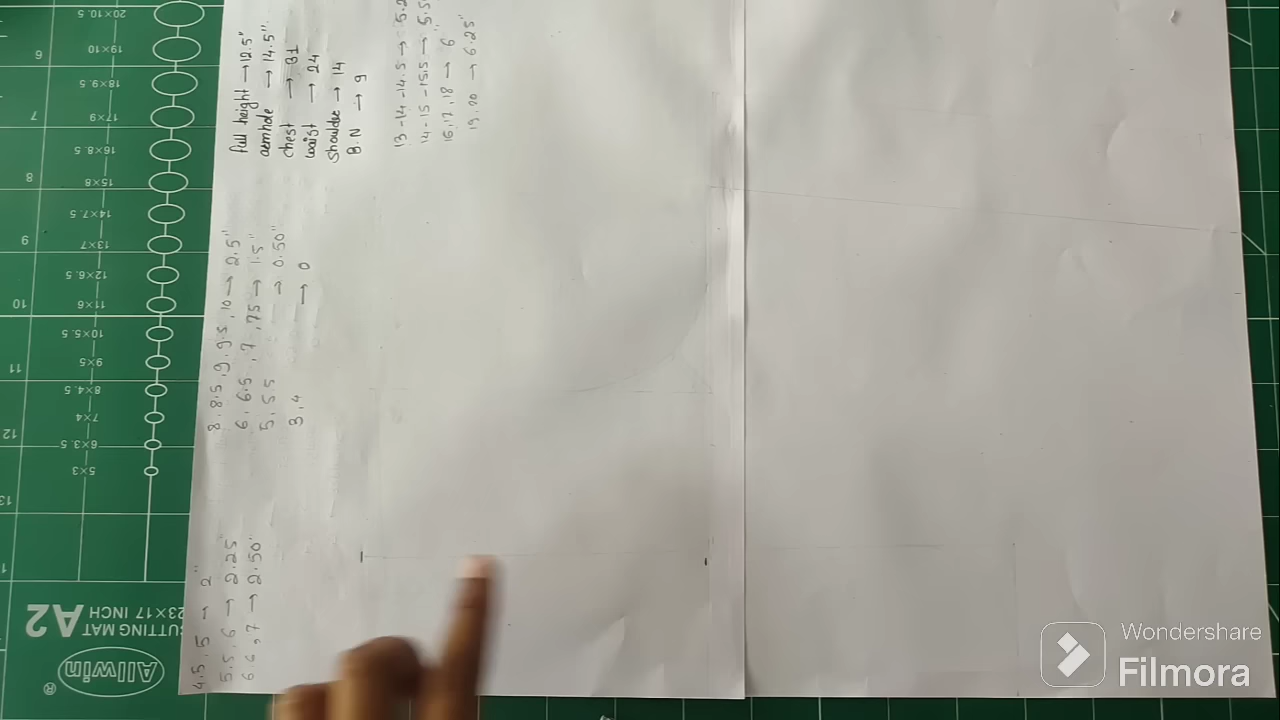 full height → 12.5"
armhole → 14.5"
chest → 31
waist → 24
Shoulder → 14
B.N → 9
13 - 14 - 14.5 → 5.2
14 - 15 - 15.5 → 5.5
16, 17, 18 → 6"
19, 20 → 6.25"
8, 8.5, 9, 9.5, 10 → 2.5"
6, 6.5, 7, 7.5 → 1.5"
5, 5.5 → 0.50"
3, 4 → 0
4.5, 5 → 2"
5.5, 6 → 2.25"
6.6, 7 → 2.50"
20×10.5
19×10
18×9.5
17×9
16×8.5
15×8
14×7.5
13×7
12×6.5
11×6
10×5.5
9×5
8×4.5
7×4
6×3.5
5×3
6
7
8
9
10
11
12
13
A2
CUTTING MAT
23×17 INCH
Allwin
®
Wondershare
Filmora